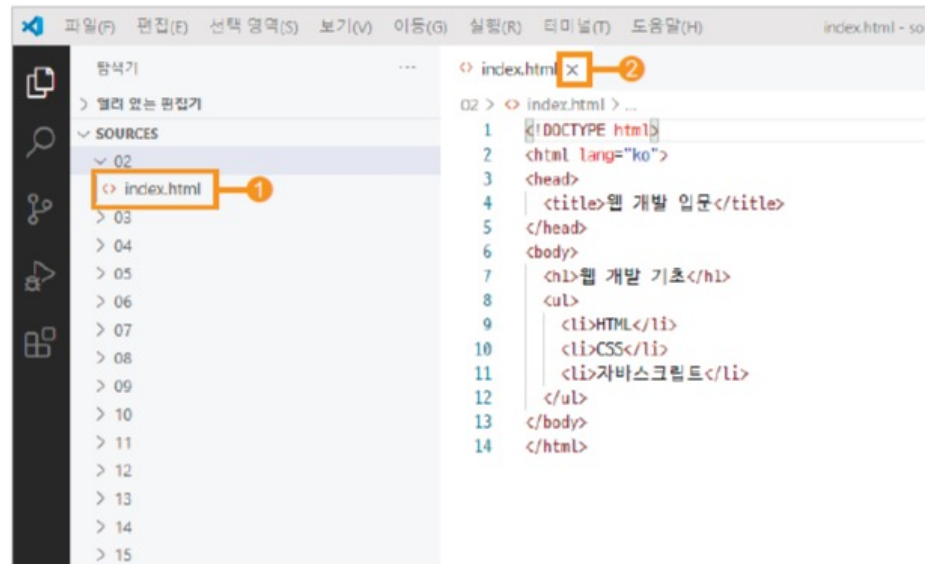 파일(F) 편집(E) 선택 영역(S) 보기(V) 이동(G) 실행(R) 터미널(T) 도움말(H) index.html - so
탐색기 ...
> 열려 있는 편집기
SOURCES
02
<> index.html
1
> 03
> 04
> 05
> 06
> 07
> 08
> 09
> 10
> 11
> 12
> 13
> 14
> 15
<> index.html ×
2
02 > <> index.html > ...
1 <!DOCTYPE html>
2 <html lang="ko">
3 <head>
4 <title>웹 개발 입문</title>
5 </head>
6 <body>
7 <h1>웹 개발 기초</h1>
8 <ul>
9 <li>HTML</li>
10 <li>CSS</li>
11 <li>자바스크립트</li>
12 </ul>
13 </body>
14 </html>